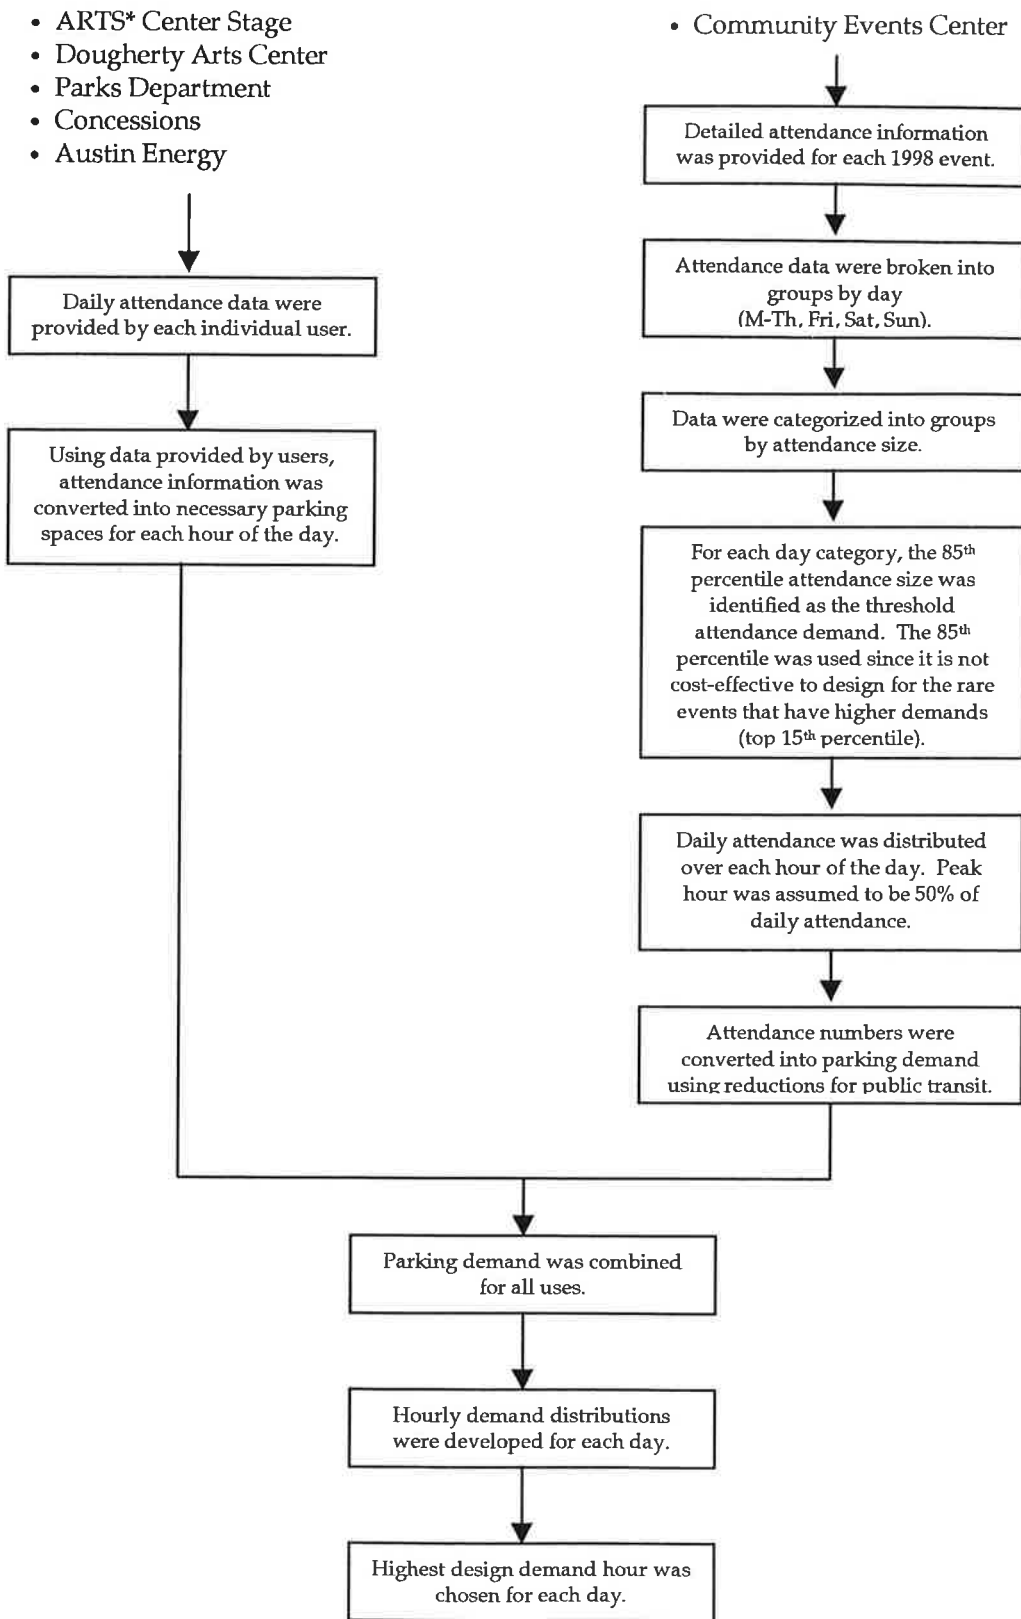 • ARTS* Center Stage
• Dougherty Arts Center
• Parks Department
• Concessions
• Austin Energy
Daily attendance data were
provided by each individual user.
Using data provided by users,
attendance information was
converted into necessary parking
spaces for each hour of the day.
• Community Events Center
Detailed attendance information
was provided for each 1998 event.
Attendance data were broken into
groups by day
(M-Th, Fri, Sat, Sun).
Data were categorized into groups
by attendance size.
For each day category, the 85th
percentile attendance size was
identified as the threshold
attendance demand. The 85th
percentile was used since it is not
cost-effective to design for the rare
events that have higher demands
(top 15th percentile).
Daily attendance was distributed
over each hour of the day. Peak
hour was assumed to be 50% of
daily attendance.
Attendance numbers were
converted into parking demand
using reductions for public transit.
Parking demand was combined
for all uses.
Hourly demand distributions
were developed for each day.
Highest design demand hour was
chosen for each day.